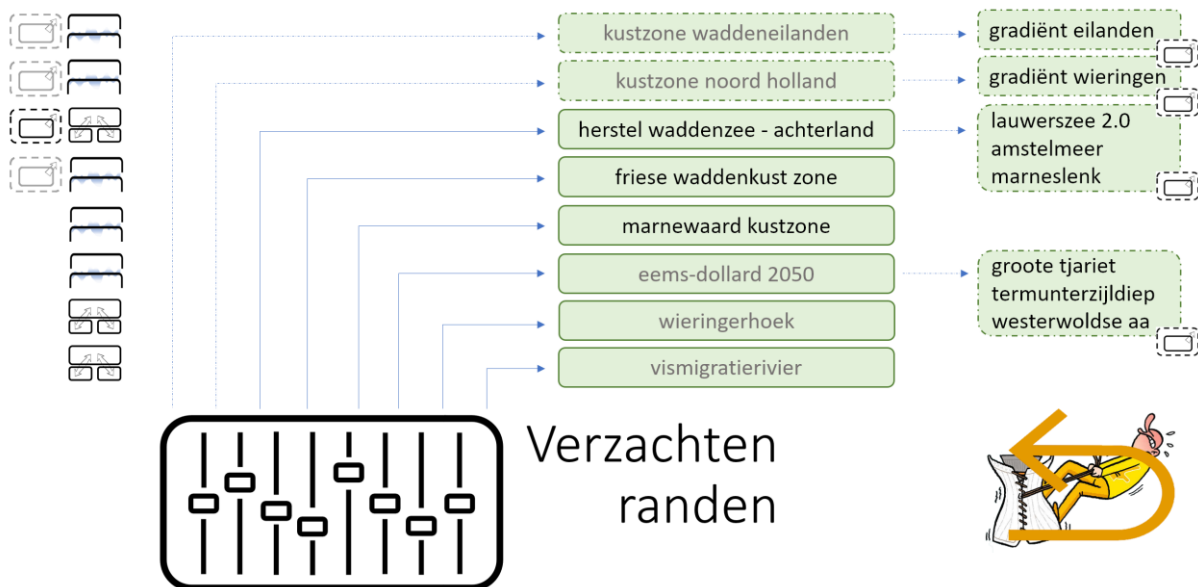 kustzone waddeneilanden
gradiënt eilanden
kustzone noord holland
gradiënt wieringen
herstel waddenzee - achterland
lauwerszee 2.0
amstelmeer
marneslenk
friese waddenkust zone
marnewaard kustzone
eems-dollard 2050
groote tjariet
termunterzijldiep
westerwoldse aa
wieringerhoek
vismigratierivier
Verzachten
randen